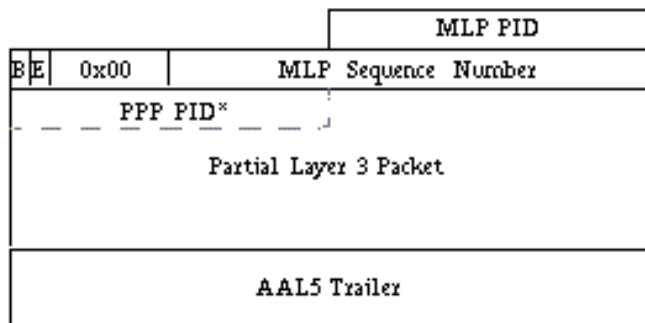 MLP PID
B E 0x00 MLP Sequence Number
PPP PID*
Partial Layer 3 Packet
AAL5 Trailer